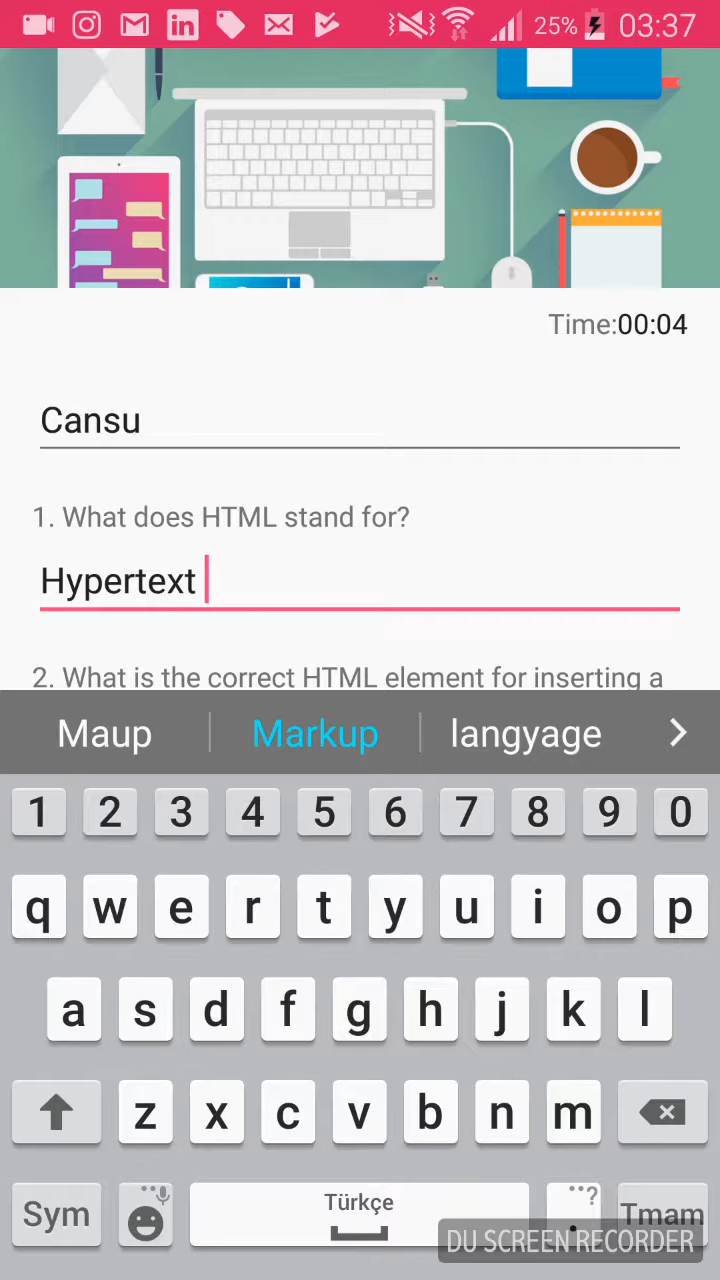 25% 03:37
Time:00:04
Cansu
1. What does HTML stand for?
Hypertext
2. What is the correct HTML element for inserting a
Maup Markup langyage
1 2 3 4 5 6 7 8 9 0
q w e r t y u i o p
a s d f g h j k l
z x c v b n m
Sym Türkçe .? Tmam
DU SCREEN RECORDER